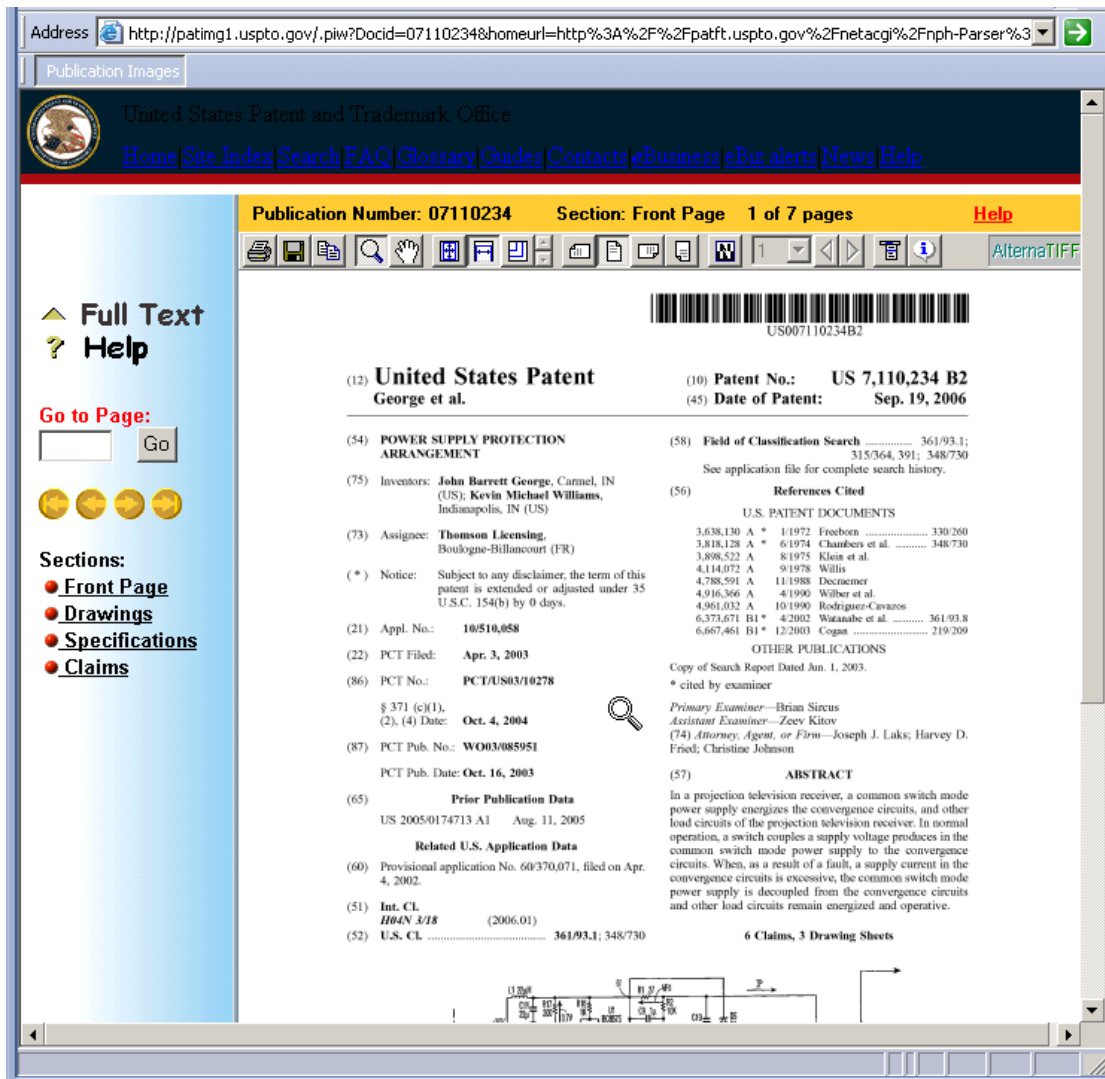 Address http://patimg1.uspto.gov/.piw?Docid=07110234&homeurl=http%3A%2F%2Fpatft.uspto.gov%2Fnetacgi%2Fnph-Parser%3
Publication Images
United States Patent and Trademark Office
Home|Site Index|Search|FAQ|Glossary|Guides|Contacts|eBusiness|eBiz alerts|News|Help
Publication Number: 07110234 Section: Front Page 1 of 7 pages Help
1 AlternaTIFF
Full Text
? Help
Go to Page:
Go
Sections:
Front Page
Drawings
Specifications
Claims
US007110234B2
(12) United States Patent
George et al.
(10) Patent No.: US 7,110,234 B2
(45) Date of Patent: Sep. 19, 2006
(54) POWER SUPPLY PROTECTION
ARRANGEMENT
(75) Inventors: John Barrett George, Carmel, IN
(US); Kevin Michael Williams,
Indianapolis, IN (US)
(73) Assignee: Thomson Licensing,
Boulogne-Billancourt (FR)
( * ) Notice: Subject to any disclaimer, the term of this
patent is extended or adjusted under 35
U.S.C. 154(b) by 0 days.
(21) Appl. No.: 10/510,058
(22) PCT Filed: Apr. 3, 2003
(86) PCT No.: PCT/US03/10278
§ 371 (c)(1),
(2), (4) Date: Oct. 4, 2004
(87) PCT Pub. No.: WO03/085951
PCT Pub. Date: Oct. 16, 2003
(65) Prior Publication Data
US 2005/0174713 A1 Aug. 11, 2005
Related U.S. Application Data
(60) Provisional application No. 60/370,071, filed on Apr.
4, 2002.
(51) Int. Cl.
H04N 3/18 (2006.01)
(52) U.S. Cl. ........................................ 361/93.1; 348/730
(58) Field of Classification Search .............. 361/93.1;
315/364, 391; 348/730
See application file for complete search history.
(56) References Cited
U.S. PATENT DOCUMENTS
3,638,130 A * 1/1972 Freeborn .................. 330/260
3,818,128 A * 6/1974 Chambers et al. .......... 348/730
3,898,522 A 8/1975 Klein et al.
4,114,072 A 9/1978 Willis
4,788,591 A 11/1988 Decraemer
4,916,366 A 4/1990 Wilber et al.
4,961,032 A 10/1990 Rodriguez-Cavazos
6,373,671 B1 * 4/2002 Watanabe et al. .......... 361/93.8
6,667,461 B1 * 12/2003 Cogan ...................... 219/209
OTHER PUBLICATIONS
Copy of Search Report Dated Jun. 1, 2003.
* cited by examiner
Primary Examiner—Brian Sircus
Assistant Examiner—Zeev Kitov
(74) Attorney, Agent, or Firm—Joseph J. Laks; Harvey D.
Fried; Christine Johnson
(57) ABSTRACT
In a projection television receiver, a common switch mode
power supply energizes the convergence circuits, and other
load circuits of the projection television receiver. In normal
operation, a switch couples a supply voltage produces in the
common switch mode power supply to the convergence
circuits. When, as a result of a fault, a supply current in the
convergence circuits is excessive, the common switch mode
power supply is decoupled from the convergence circuits
and other load circuits remain energized and operative.
6 Claims, 3 Drawing Sheets